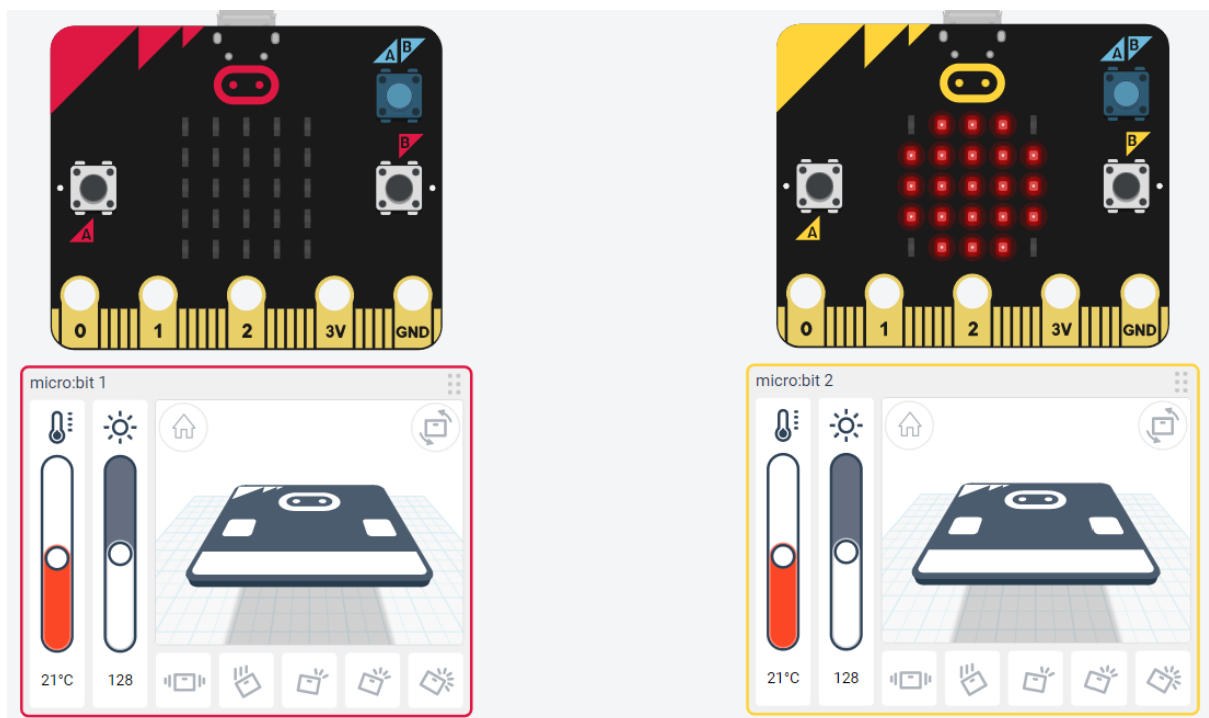 A B
B
A
0 1 2 3V GND
micro:bit 1
21°C 128
A B
B
A
0 1 2 3V GND
micro:bit 2
21°C 128